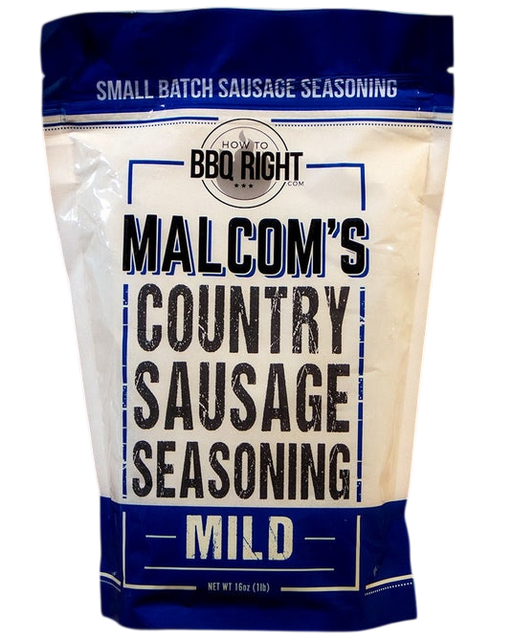 SMALL BATCH SAUSAGE SEASONING
HOW TO
BBQ RIGHT
.COM
MALCOM'S
COUNTRY
SAUSAGE
SEASONING
MILD
NET WT 16oz (1lb)